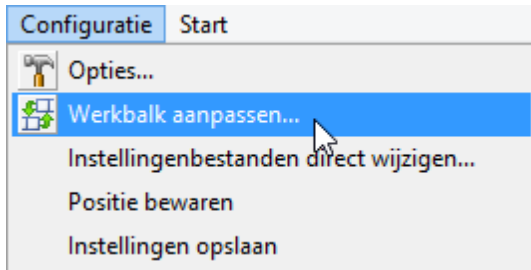 Configuratie Start
Opties...
Werkbalk aanpassen...
Instellingenbestanden direct wijzigen...
Positie bewaren
Instellingen opslaan